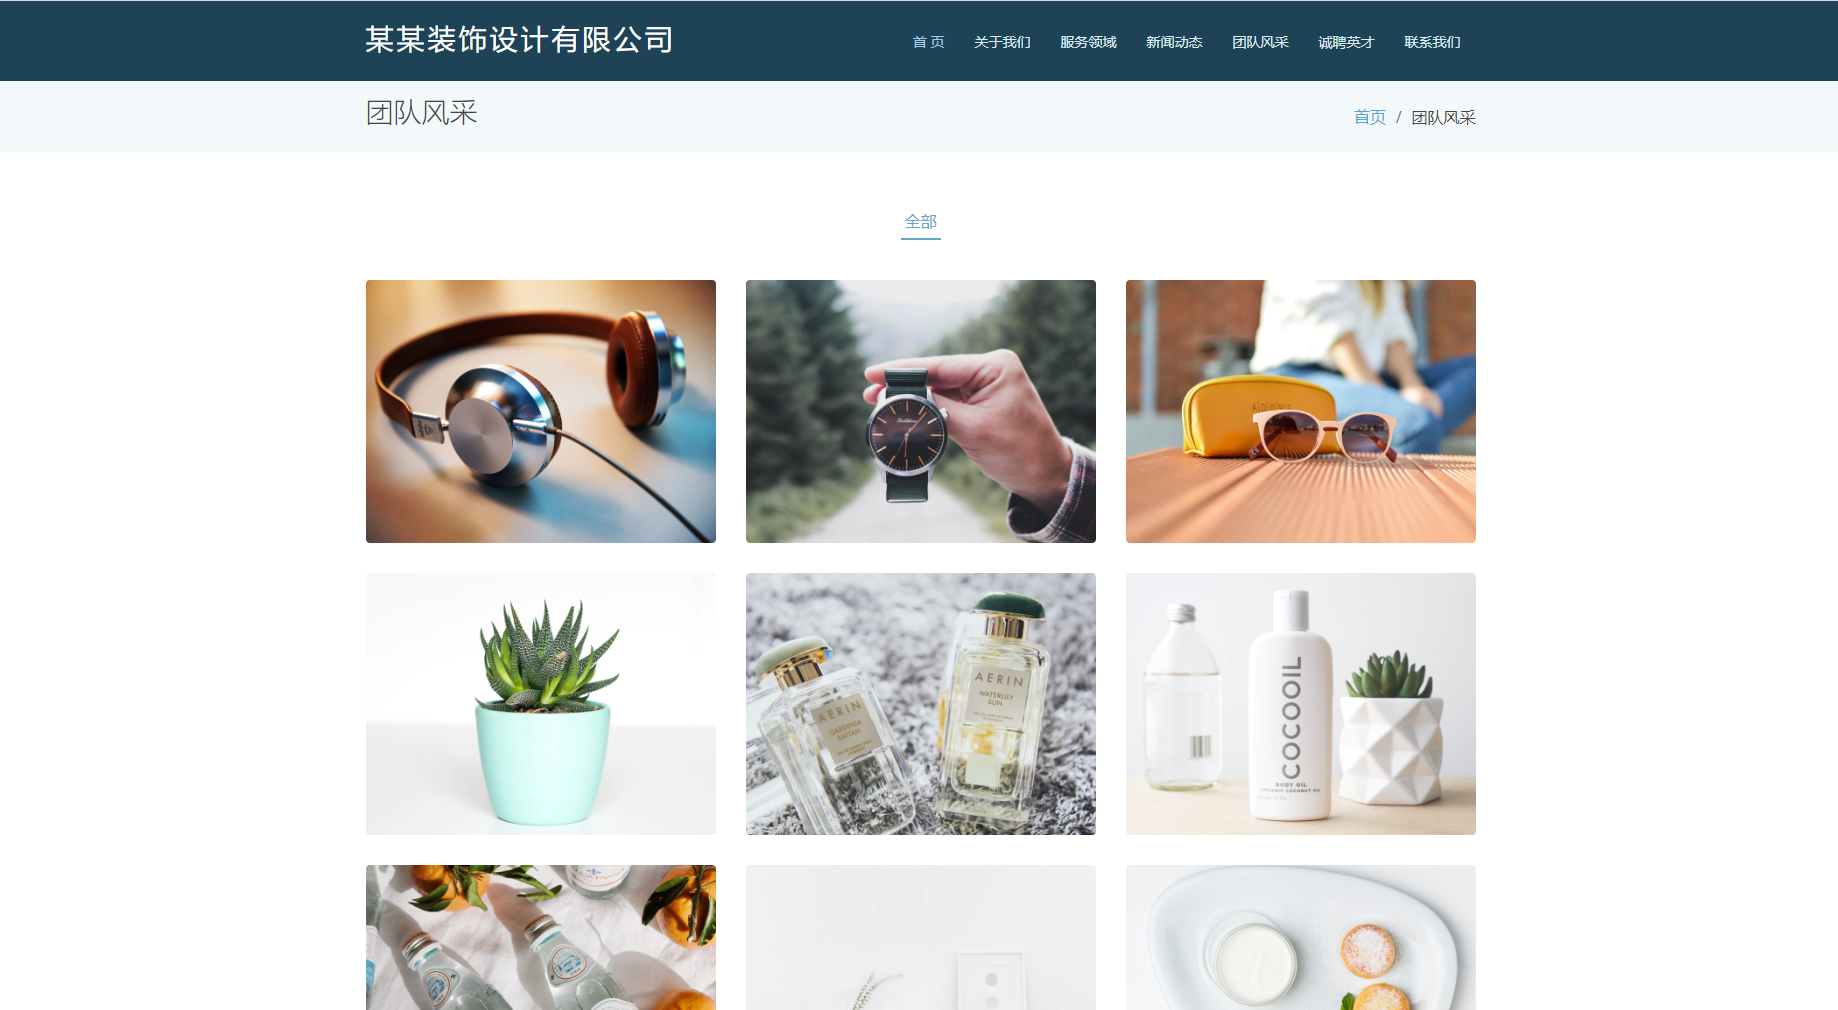 某某装饰设计有限公司
首 页 关于我们 服务领域 新闻动态 团队风采 诚聘英才 联系我们
团队风采
首页 / 团队风采
全部
AERIN
GARDENIA
RATTAN
AERIN
WATERLILY
SUN
COCOOIL
BODY OIL
ORGANIC COCONUT OIL